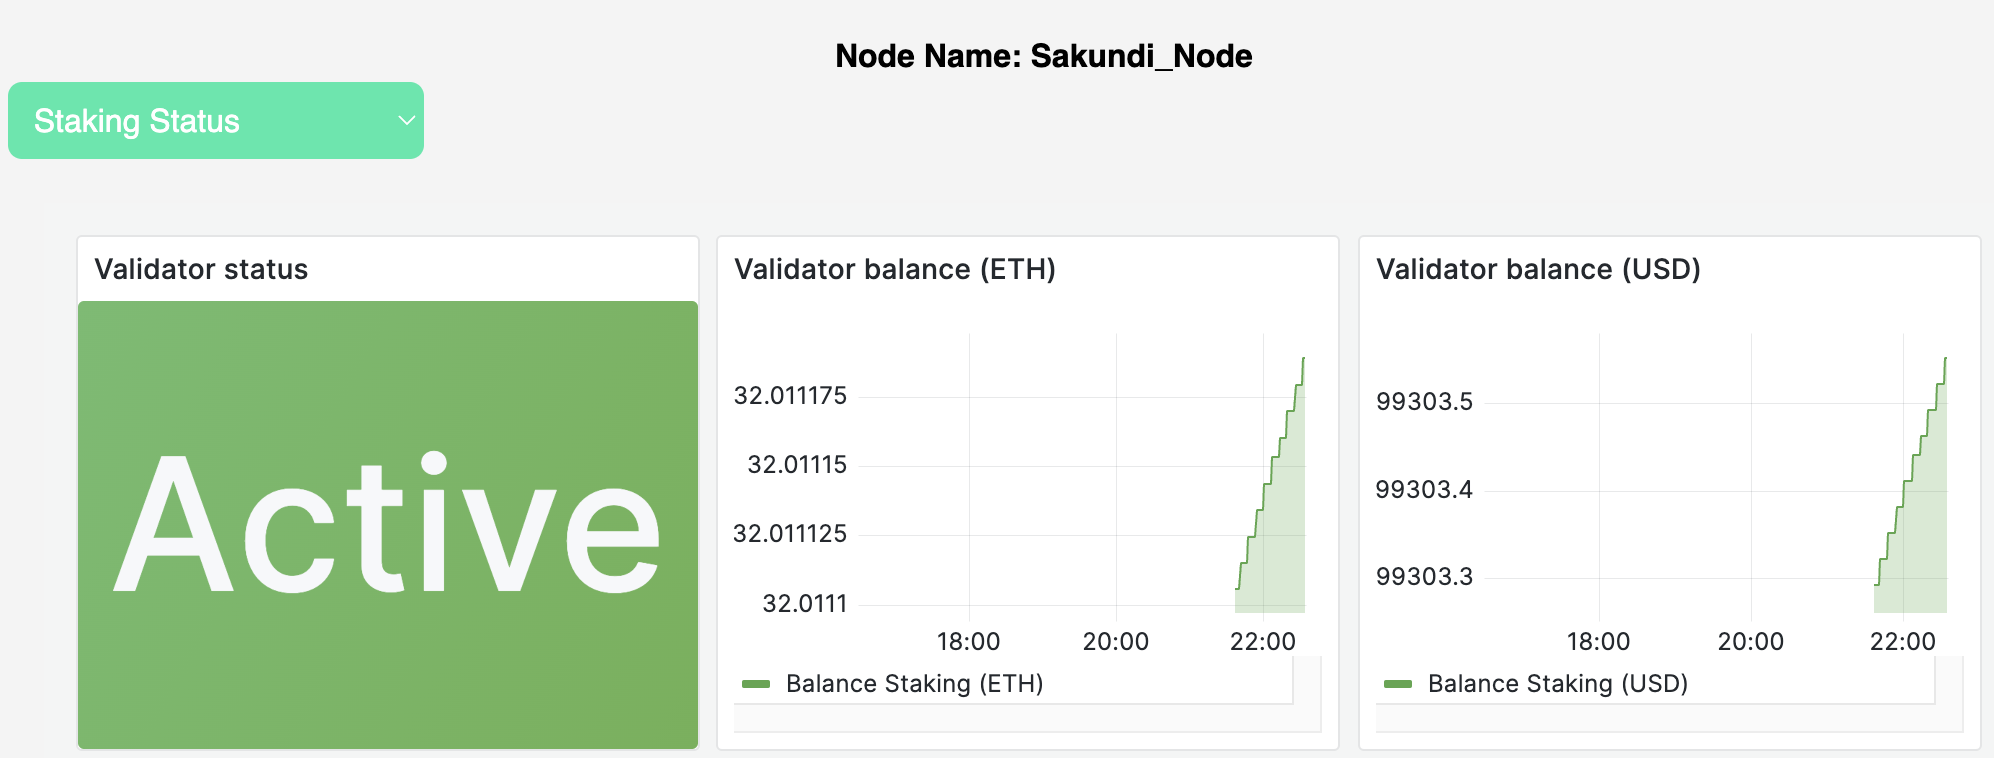 Node Name: Sakundi_Node
Staking Status
Validator status
Active
Validator balance (ETH)
32.011175
32.01115
32.011125
32.0111
18:00 20:00 22:00
Balance Staking (ETH)
Validator balance (USD)
99303.5
99303.4
99303.3
18:00 20:00 22:00
Balance Staking (USD)